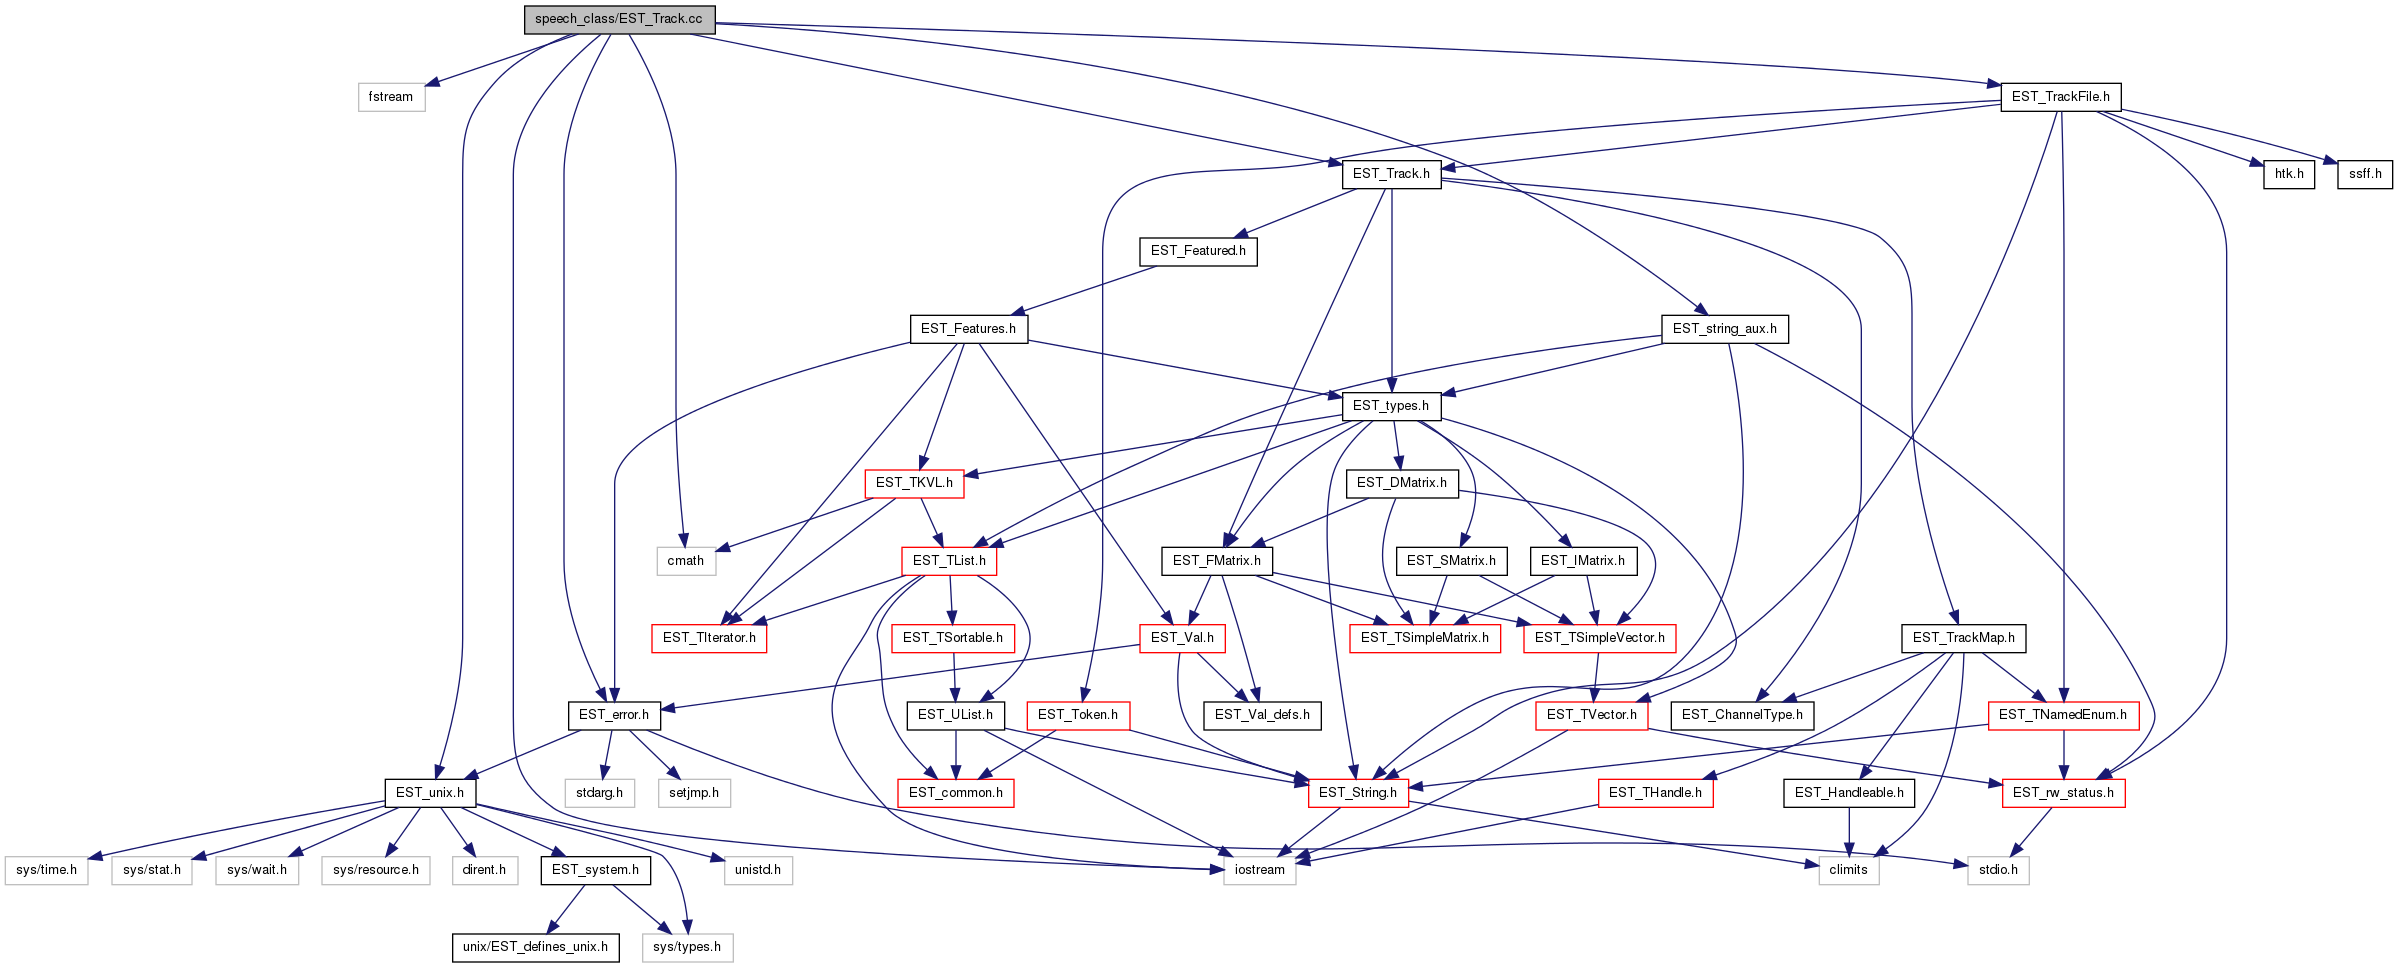 speech_class/EST_Track.cc
fstream
EST_TrackFile.h
EST_Track.h
htk.h
ssff.h
EST_Featured.h
EST_Features.h
EST_string_aux.h
EST_types.h
EST_TKVL.h
EST_DMatrix.h
cmath
EST_TList.h
EST_FMatrix.h
EST_SMatrix.h
EST_IMatrix.h
EST_TIterator.h
EST_TSortable.h
EST_Val.h
EST_TSimpleMatrix.h
EST_TSimpleVector.h
EST_TrackMap.h
EST_error.h
EST_UList.h
EST_Token.h
EST_Val_defs.h
EST_TVector.h
EST_ChannelType.h
EST_TNamedEnum.h
EST_unix.h
stdarg.h
setjmp.h
EST_common.h
EST_String.h
EST_THandle.h
EST_Handleable.h
EST_rw_status.h
sys/time.h
sys/stat.h
sys/wait.h
sys/resource.h
dirent.h
EST_system.h
unistd.h
iostream
climits
stdio.h
unix/EST_defines_unix.h
sys/types.h